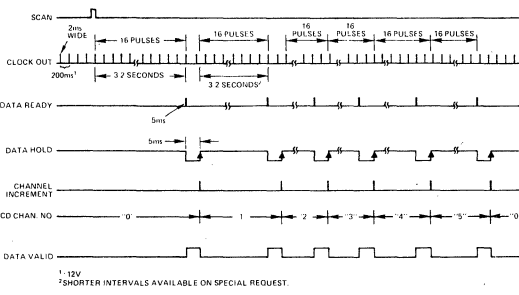 SCAN
2ms
WIDE
16 PULSES
16 PULSES
16
PULSES
16
PULSES
16 PULSES
16 PULSES
CLOCK OUT
200ms¹
3 2 SECONDS
3 2 SECONDS²
DATA READY
5ms
5ms
DATA HOLD
CHANNEL
INCREMENT
CD CHAN. NO
"0"
1
"2
"3"
"4"
"5"
"0
DATA VALID
¹ · 12V
²SHORTER INTERVALS AVAILABLE ON SPECIAL REQUEST.